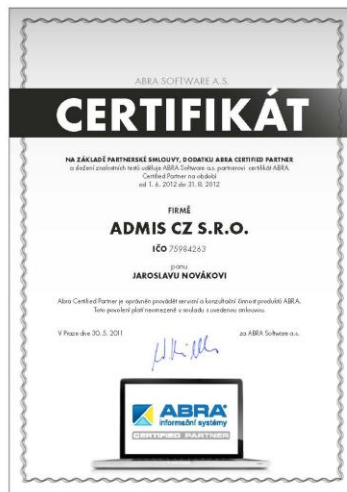 ABRA SOFTWARE A.S.
CERTIFIKÁT
NA ZÁKLADĚ PARTNERSKÉ SMLOUVY, DODATKU ABRA CERTIFIED PARTNER
a složení znalostních testů uděluje ABRA Software a.s. partnerovi certifikát ABRA
Certified Partner na období
od 1. 6. 2012 do 31. 8. 2012
FIRMĚ
ADMIS CZ S.R.O.
IČO 75984263
panu
JAROSLAVU NOVÁKOVI
Abra Certified Partner je oprávněn provádět servisní a konzultační činnost produktů ABRA.
Toto povolení platí neomezeně v souladu s uvedenou smlouvou.
V Praze dne 30. 5. 2011 za ABRA Software a.s.
ABRA
informační systémy
CERTIFIED PARTNER